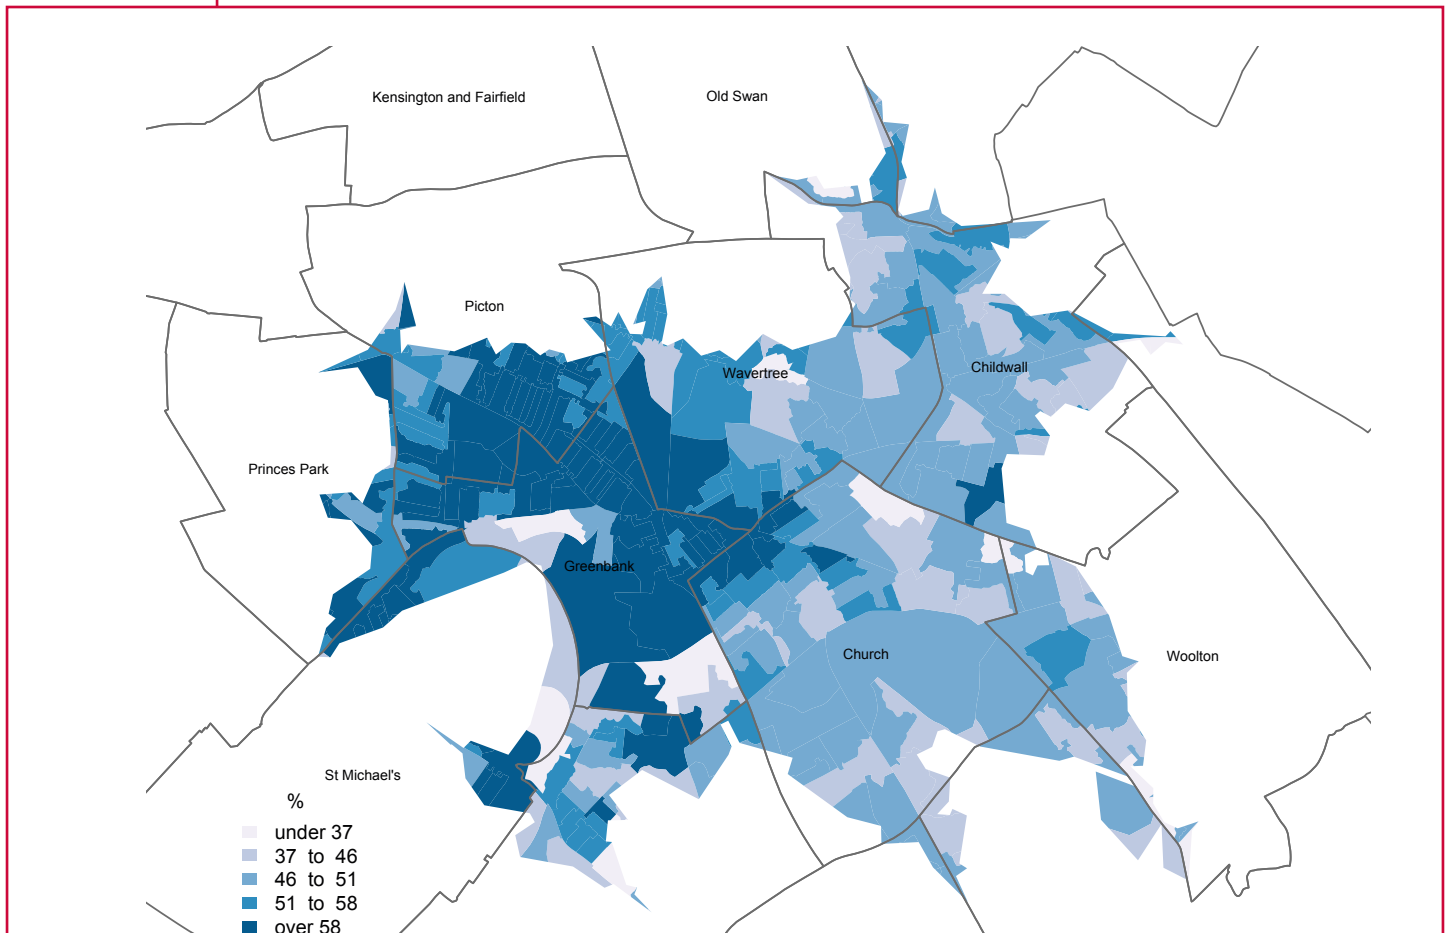 Kensington and Fairfield
Old Swan
Picton
Wavertree
Childwall
Princes Park
Greenbank
Church
Woolton
St Michael's
%
under 37
37 to 46
46 to 51
51 to 58
over 58